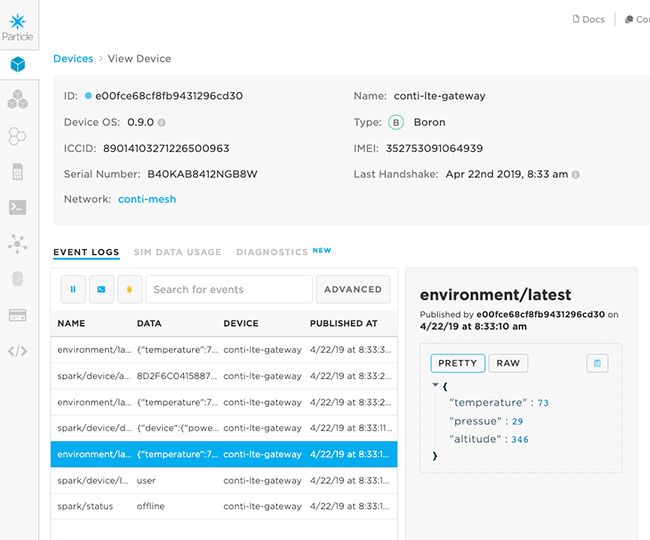 Particle
Docs
Con
Devices > View Device
ID: e00fce68cf8fb9431296cd30
Name: conti-lte-gateway
Device OS: 0.9.0
Type: B Boron
ICCID: 89014103271226500963
IMEI: 352753091064939
Serial Number: B40KAB8412NGB8W
Last Handshake: Apr 22nd 2019, 8:33 am
Network: conti-mesh
EVENT LOGS SIM DATA USAGE DIAGNOSTICS NEW
Search for events ADVANCED
NAME DATA DEVICE PUBLISHED AT
environment/la... {"temperature":7... conti-lte-gateway 4/22/19 at 8:33:3...
spark/device/a... 8D2F6C0415887... conti-lte-gateway 4/22/19 at 8:33:2...
environment/la... {"temperature":7... conti-lte-gateway 4/22/19 at 8:33:2...
spark/device/d... {"device":{"powe... conti-lte-gateway 4/22/19 at 8:33:11...
environment/la... {"temperature":7... conti-lte-gateway 4/22/19 at 8:33:1...
spark/device/l... user conti-lte-gateway 4/22/19 at 8:33:1...
spark/status offline conti-lte-gateway 4/22/19 at 8:33:1...
environment/latest
Published by e00fce68cf8fb9431296cd30 on
4/22/19 at 8:33:10 am
PRETTY RAW
{
"temperature" : 73
"pressue" : 29
"altitude" : 346
}